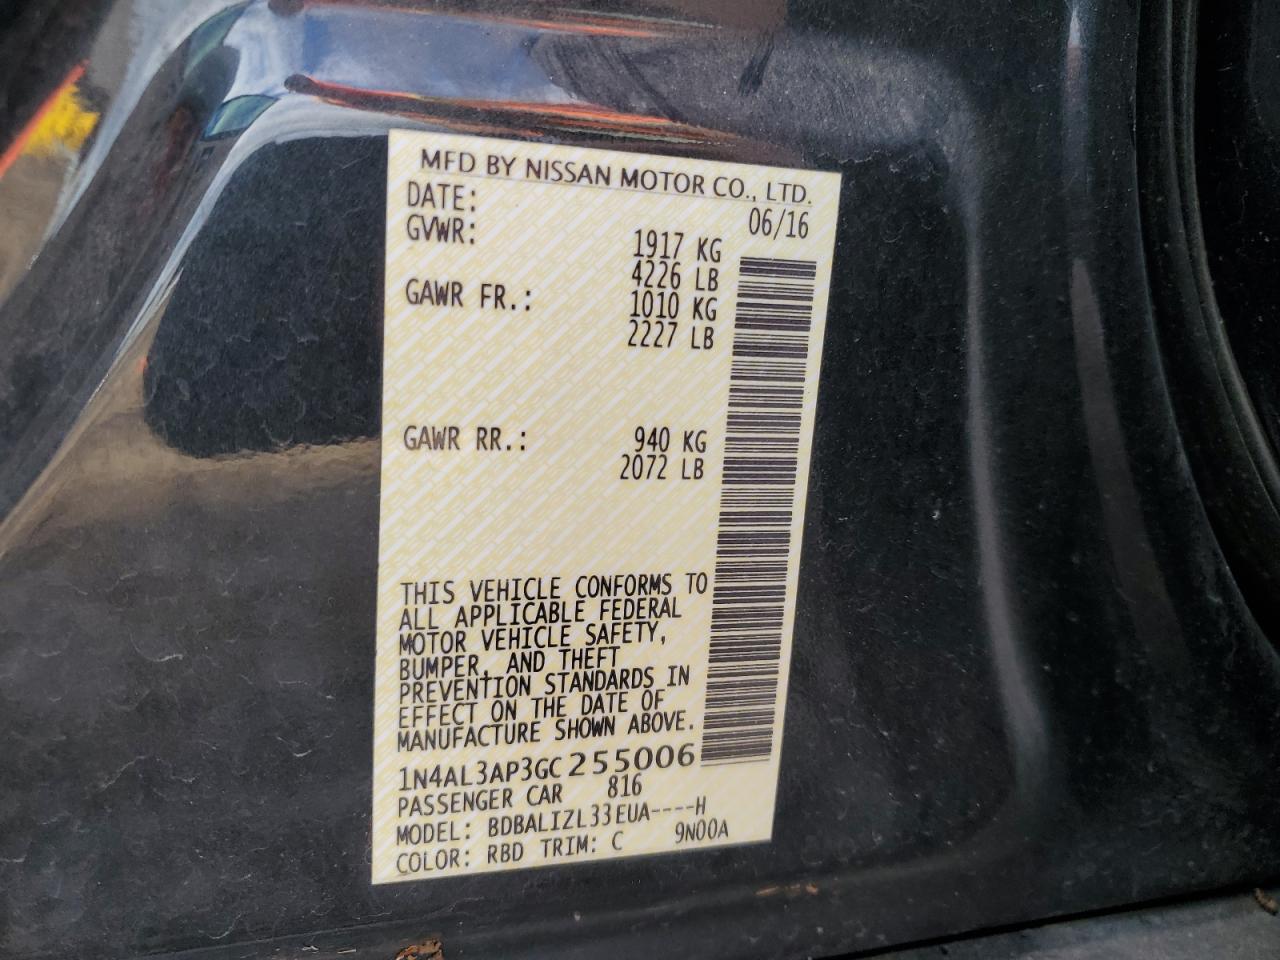 MFD BY NISSAN MOTOR CO., LTD.
DATE: 06/16
GVWR: 1917 KG
4226 LB
GAWR FR.: 1010 KG
2227 LB
GAWR RR.: 940 KG
2072 LB
THIS VEHICLE CONFORMS TO
ALL APPLICABLE FEDERAL
MOTOR VEHICLE SAFETY,
BUMPER, AND THEFT
PREVENTION STANDARDS IN
EFFECT ON THE DATE OF
MANUFACTURE SHOWN ABOVE.
1N4AL3AP3GC255006
PASSENGER CAR 816
MODEL: BDBALIZL33EUA----H
COLOR: RBD TRIM: C 9N00A